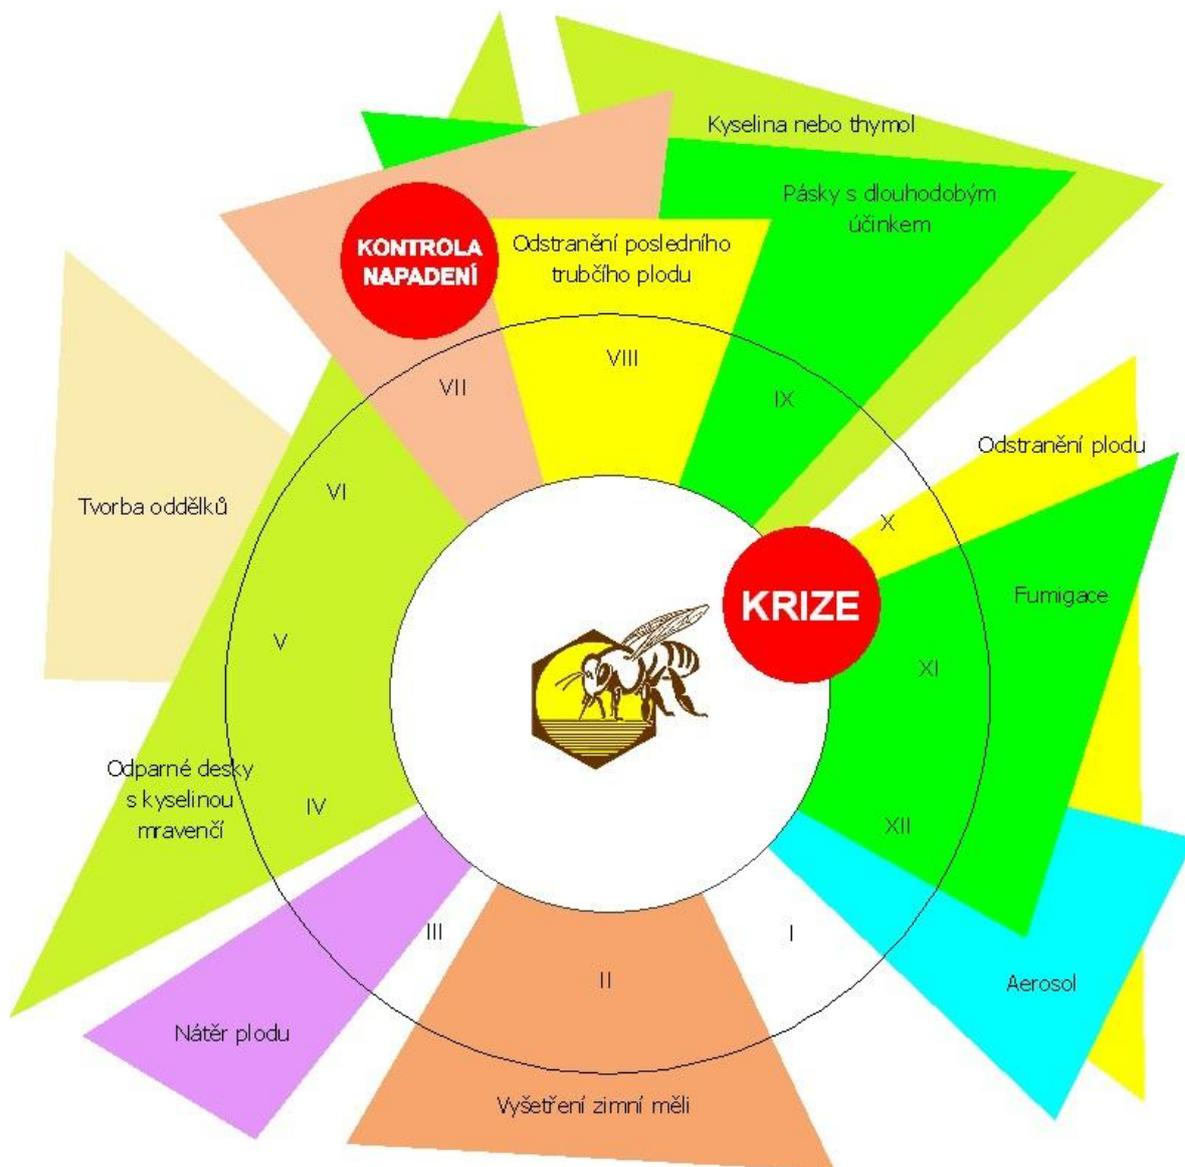 Kyselina nebo thymol
Pásky s dlouhodobým
účinkem
KONTROLA
NAPADENÍ
Odstranění posledního
trubčího plodu
VIII
VII
IX
Odstranění plodu
VI
Tvorba oddělků
X
Fumigace
KRIZE
V
XI
Odparné desky
s kyselinou
mravenčí
IV
XII
III
I
II
Aerosol
Nátěr plodu
Vyšetření zimní měli